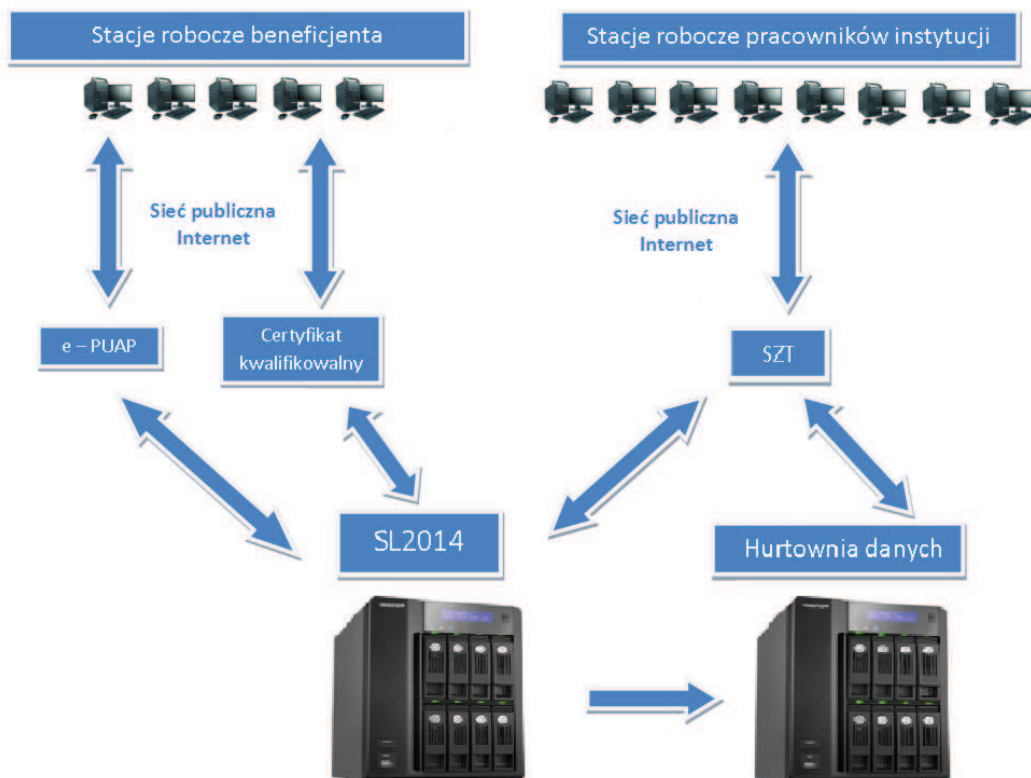 Stacje robocze beneficjenta
Stacje robocze pracowników instytucji
Sieć publiczna
Internet
Sieć publiczna
Internet
e – PUAP
Certyfikat
kwalifikowalny
SZT
SL2014
Hurtownia danych